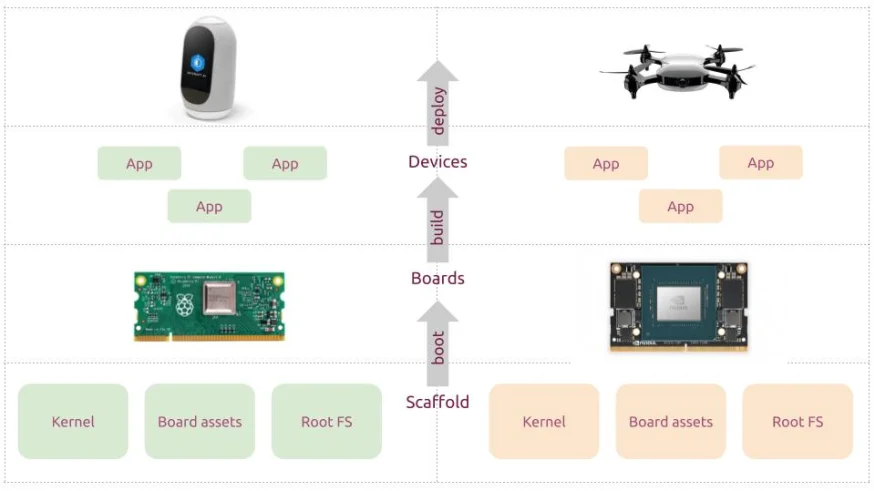 deploy
App
App
App
Devices
App
App
App
build
Boards
boot
Scaffold
Kernel
Board assets
Root FS
Kernel
Board assets
Root FS